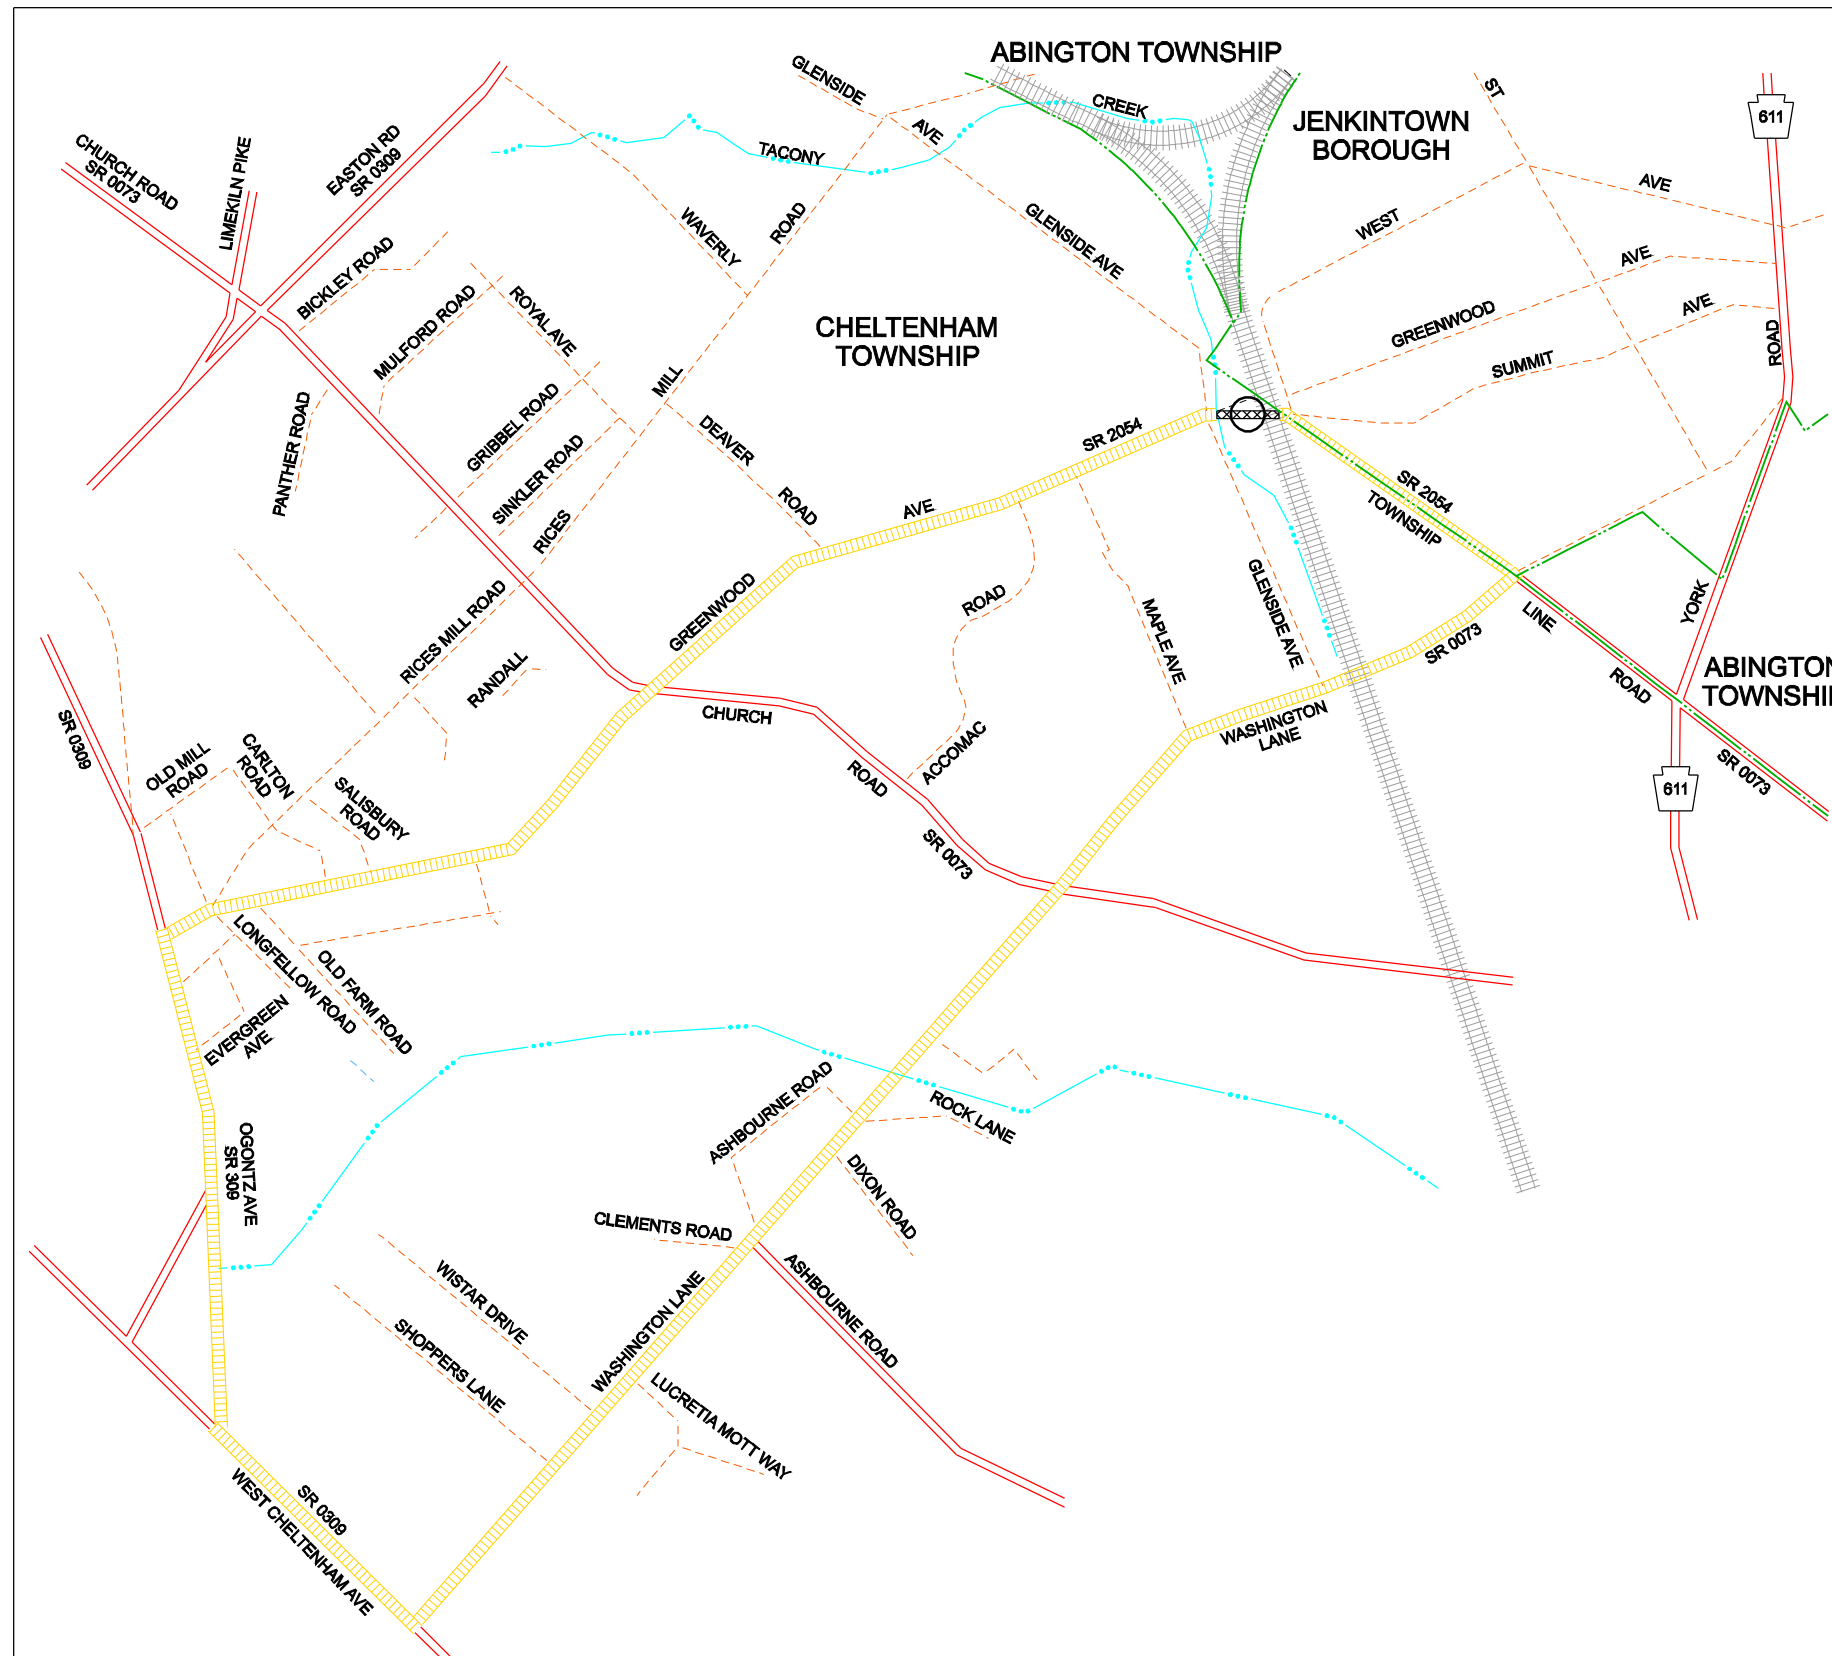 ABINGTON TOWNSHIP
GLENSIDE
AVE
CREEK
TACONY
JENKINTOWN
BOROUGH
ST
611
CHURCH ROAD
SR 0073
LIMEKILN PIKE
EASTON RD
SR 0309
BICKLEY ROAD
MULFORD ROAD
ROYAL AVE
WAVERLY
ROAD
GLENSIDE AVE
WEST
AVE
AVE
GREENWOOD
AVE
SUMMIT
ROAD
CHELTENHAM
TOWNSHIP
PANTHER ROAD
GRIBBEL ROAD
SINKLER ROAD
MILL
RICES
DEAVER
ROAD
AVE
SR 2054
SR 2054
TOWNSHIP
LINE
ROAD
YORK
ABINGTON
TOWNSHI
SR 0073
611
RICES MILL ROAD
RANDALL
GREENWOOD
ROAD
ACCOMAC
MAPLE AVE
GLENSIDE AVE
SR 0073
WASHINGTON
LANE
CHURCH
ROAD
SR 0073
SR 0309
OLD MILL
ROAD
CARLTON
ROAD
SALISBURY
ROAD
LONGFELLOW ROAD
OLD FARM ROAD
EVERGREEN
AVE
OGONTZ AVE
SR 309
ASHBOURNE ROAD
ROCK LANE
DIXON ROAD
CLEMENTS ROAD
ASHBOURNE ROAD
WISTAR DRIVE
SHOPPERS LANE
WASHINGTON LANE
LUCRETIA MOTT WAY
SR 0309
WEST CHELTENHAM AVE